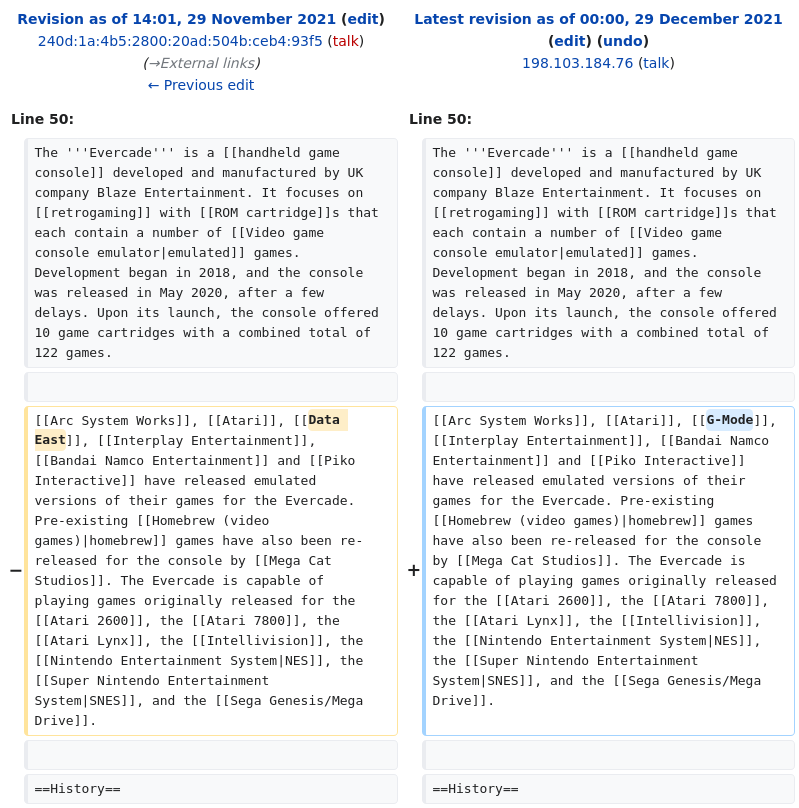 Revision as of 14:01, 29 November 2021 (edit)
240d:1a:4b5:2800:20ad:504b:ceb4:93f5 (talk)
(→External links)
← Previous edit
Latest revision as of 00:00, 29 December 2021
(edit) (undo)
198.103.184.76 (talk)
Line 50:
The '''Evercade''' is a [[handheld game
console]] developed and manufactured by UK
company Blaze Entertainment. It focuses on
[[retrogaming]] with [[ROM cartridge]]s that
each contain a number of [[Video game
console emulator|emulated]] games.
Development began in 2018, and the console
was released in May 2020, after a few
delays. Upon its launch, the console offered
10 game cartridges with a combined total of
122 games.
Line 50:
The '''Evercade''' is a [[handheld game
console]] developed and manufactured by UK
company Blaze Entertainment. It focuses on
[[retrogaming]] with [[ROM cartridge]]s that
each contain a number of [[Video game
console emulator|emulated]] games.
Development began in 2018, and the console
was released in May 2020, after a few
delays. Upon its launch, the console offered
10 game cartridges with a combined total of
122 games.
−
[[Arc System Works]], [[Atari]], [[Data
East]], [[Interplay Entertainment]],
[[Bandai Namco Entertainment]] and [[Piko
Interactive]] have released emulated
versions of their games for the Evercade.
Pre-existing [[Homebrew (video
games)|homebrew]] games have also been re-
released for the console by [[Mega Cat
Studios]]. The Evercade is capable of
playing games originally released for the
[[Atari 2600]], the [[Atari 7800]], the
[[Atari Lynx]], the [[Intellivision]], the
[[Nintendo Entertainment System|NES]], the
[[Super Nintendo Entertainment
System|SNES]], and the [[Sega Genesis/Mega
Drive]].
+
[[Arc System Works]], [[Atari]], [[G-Mode]],
[[Interplay Entertainment]], [[Bandai Namco
Entertainment]] and [[Piko Interactive]]
have released emulated versions of their
games for the Evercade. Pre-existing
[[Homebrew (video games)|homebrew]] games
have also been re-released for the console
by [[Mega Cat Studios]]. The Evercade is
capable of playing games originally released
for the [[Atari 2600]], the [[Atari 7800]],
the [[Atari Lynx]], the [[Intellivision]],
the [[Nintendo Entertainment System|NES]],
the [[Super Nintendo Entertainment
System|SNES]], and the [[Sega Genesis/Mega
Drive]].
==History==
==History==